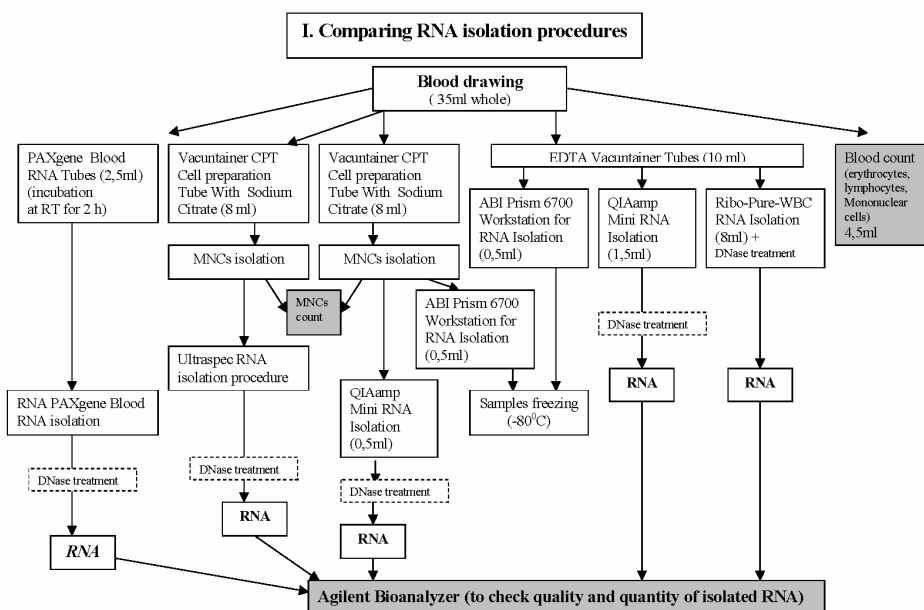 I. Comparing RNA isolation procedures
Blood drawing
( 35ml whole)
PAXgene Blood
RNA Tubes (2,5ml)
(incubation
at RT for 2 h)
Vacuntainer CPT
Cell preparation
Tube With Sodium
Citrate (8 ml)
Vacuntainer CPT
Cell preparation
Tube With Sodium
Citrate (8 ml)
EDTA Vacuntainer Tubes (10 ml)
Blood count
(erythrocytes,
lymphocytes,
Mononuclear
cells)
4,5ml
ABI Prism 6700
Workstation for
RNA Isolation
(0,5ml)
QIAamp
Mini RNA
Isolation
(1,5ml)
Ribo-Pure-WBC
RNA Isolation
(8ml) +
DNase treatment
MNCs isolation
MNCs isolation
MNCs
count
ABI Prism 6700
Workstation for
RNA Isolation
(0,5ml)
DNase treatment
Ultraspec RNA
isolation procedure
RNA
RNA
RNA PAXgene Blood
RNA isolation
QIAamp
Mini RNA
Isolation
(0,5ml)
Samples freezing
(-80⁰C)
DNase treatment
DNase treatment
DNase treatment
RNA
RNA
RNA
Agilent Bioanalyzer (to check quality and quantity of isolated RNA)